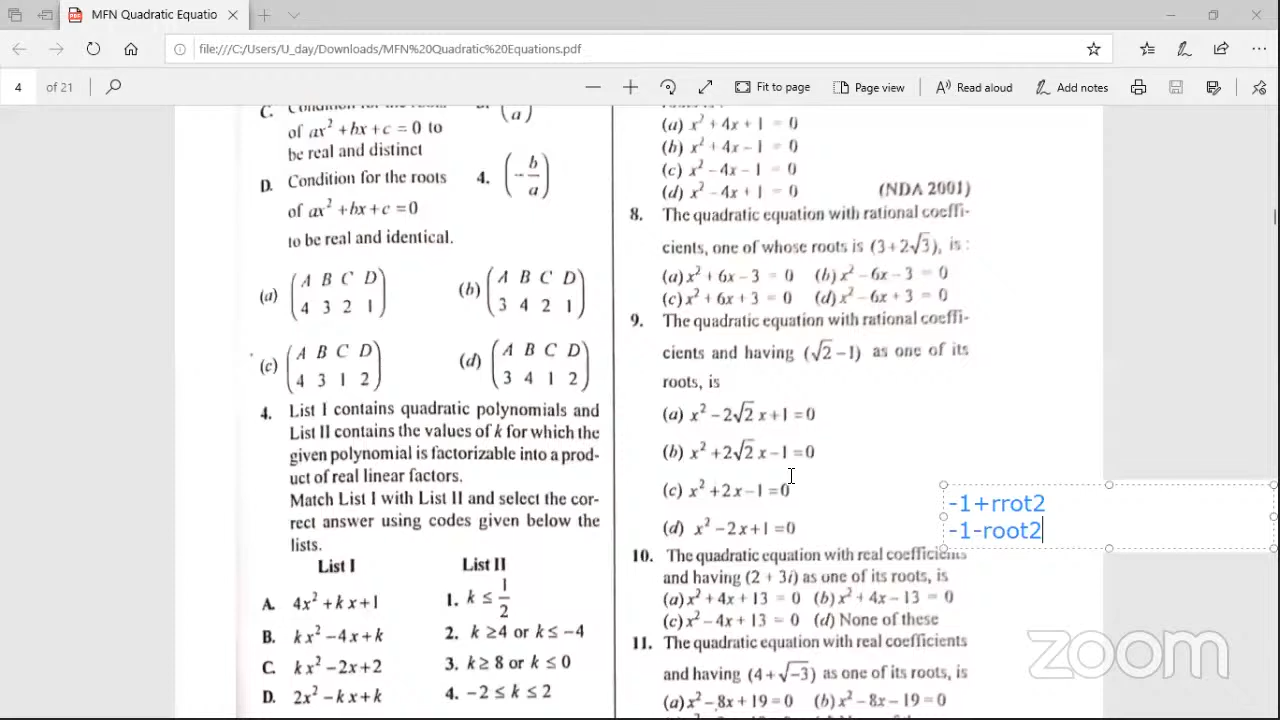 MFN Quadratic Equatio
file:///C:/Users/U_day/Downloads/MFN%20Quadratic%20Equations.pdf
4 of 21
Fit to page
Page view
Read aloud
Add notes
C.
of ax² + bx + c = 0 to
be real and distinct
D. Condition for the roots 4. (-b/a)
of ax² + bx + c = 0
to be real and identical.
(a) (A B C D
4 3 2 1)
(b) (A B C D
3 4 2 1)
(c) (A B C D
4 3 1 2)
(d) (A B C D
3 4 1 2)
4. List I contains quadratic polynomials and
List II contains the values of k for which the
given polynomial is factorizable into a prod-
uct of real linear factors.
Match List I with List II and select the cor-
rect answer using codes given below the
lists.
List I List II
A. 4x² + k x + 1 1. k ≤ 1/2
B. k x² – 4x + k 2. k ≥4 or k ≤ –4
C. k x² – 2x + 2 3. k ≥ 8 or k ≤ 0
D. 2x² – k x + k 4. –2 ≤ k ≤ 2
(a) x² + 4x + 1 = 0
(b) x² + 4x – 1 = 0
(c) x² – 4x – 1 = 0
(d) x² – 4x + 1 = 0 (NDA 2001)
8. The quadratic equation with rational coeffi-
cients, one of whose roots is (3+2√3), is :
(a) x² + 6x – 3 = 0 (b) x² – 6x – 3 = 0
(c) x² + 6x + 3 = 0 (d) x² – 6x + 3 = 0
9. The quadratic equation with rational coeffi-
cients and having (√2 – 1) as one of its
roots, is
(a) x² – 2√2 x + 1 = 0
(b) x² + 2√2 x – 1 = 0
(c) x² + 2x – 1 = 0
(d) x² – 2x + 1 = 0
-1+rrot2
-1-root2
10. The quadratic equation with real coefficients
and having (2 + 3i) as one of its roots, is
(a) x² + 4x + 13 = 0 (b) x² + 4x – 13 = 0
(c) x² – 4x + 13 = 0 (d) None of these
11. The quadratic equation with real coefficients
and having (4 + √–3) as one of its roots, is
(a) x² – 8x + 19 = 0 (b) x² – 8x – 19 = 0
zoom